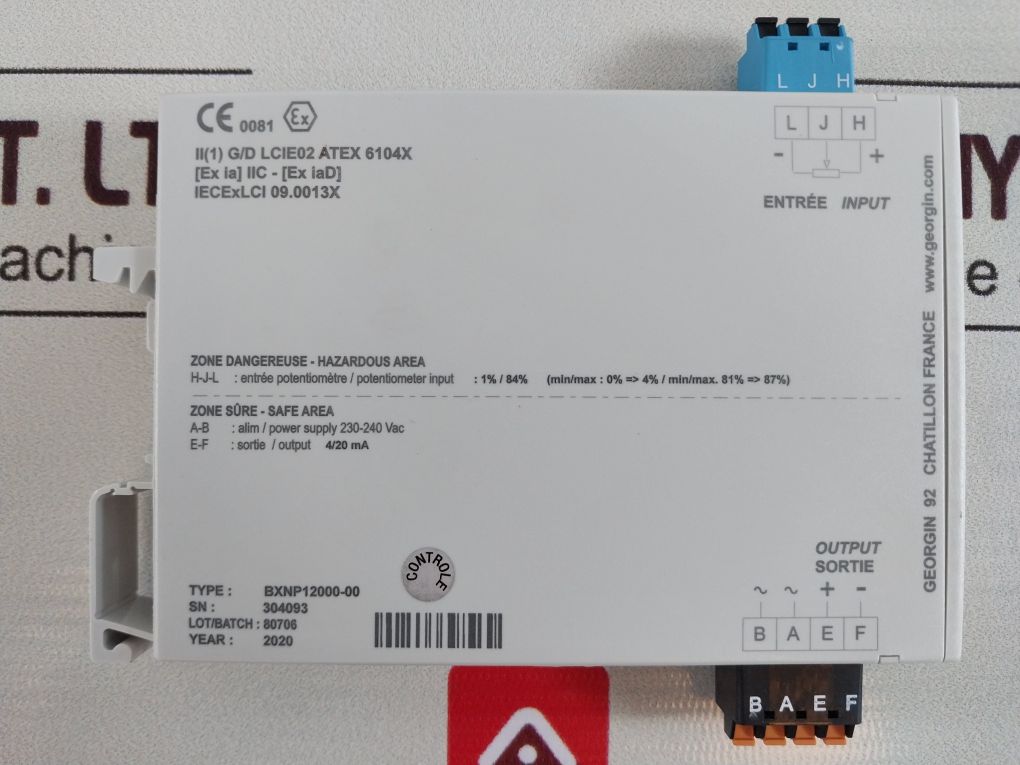 L J H
CE 0081 Ex
II(1) G/D LCIE02 ATEX 6104X
[Ex ia] IIC - [Ex iaD]
IECExLCI 09.0013X
L J H
- +
ENTRÉE INPUT
T. LT
achi
e
ZONE DANGEREUSE - HAZARDOUS AREA
H-J-L : entrée potentiomètre / potentiometer input : 1% / 84% (min/max : 0% => 4% / min/max. 81% => 87%)
ZONE SÛRE - SAFE AREA
A-B : alim / power supply 230-240 Vac
E-F : sortie / output 4/20 mA
GEORGIN 92 CHATILLON FRANCE www.georgin.com
CONTROLE
TYPE : BXNP12000-00
SN : 304093
LOT/BATCH : 80706
YEAR : 2020
OUTPUT
SORTIE
~ ~ + -
B A E F
B A E F